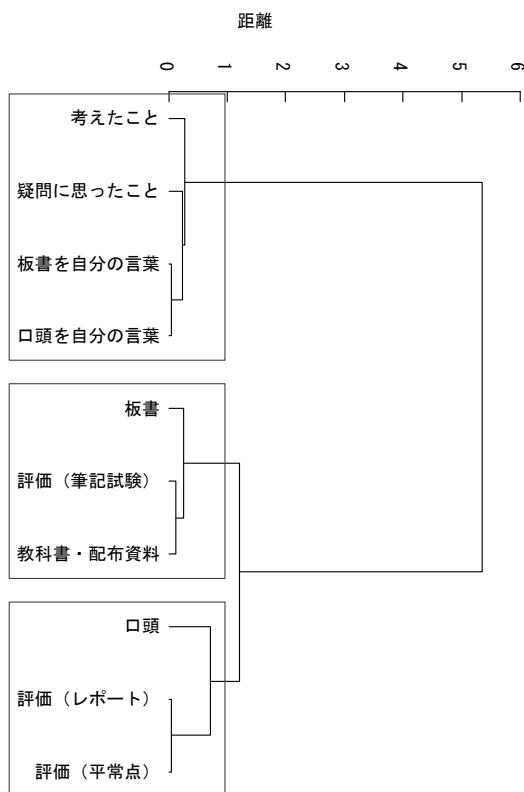 距離
0 1 2 3 4 5 6
考えたこと
疑問に思ったこと
板書を自分の言葉
口頭を自分の言葉
板書
評価（筆記試験）
教科書・配布資料
口頭
評価（レポート）
評価（平常点）